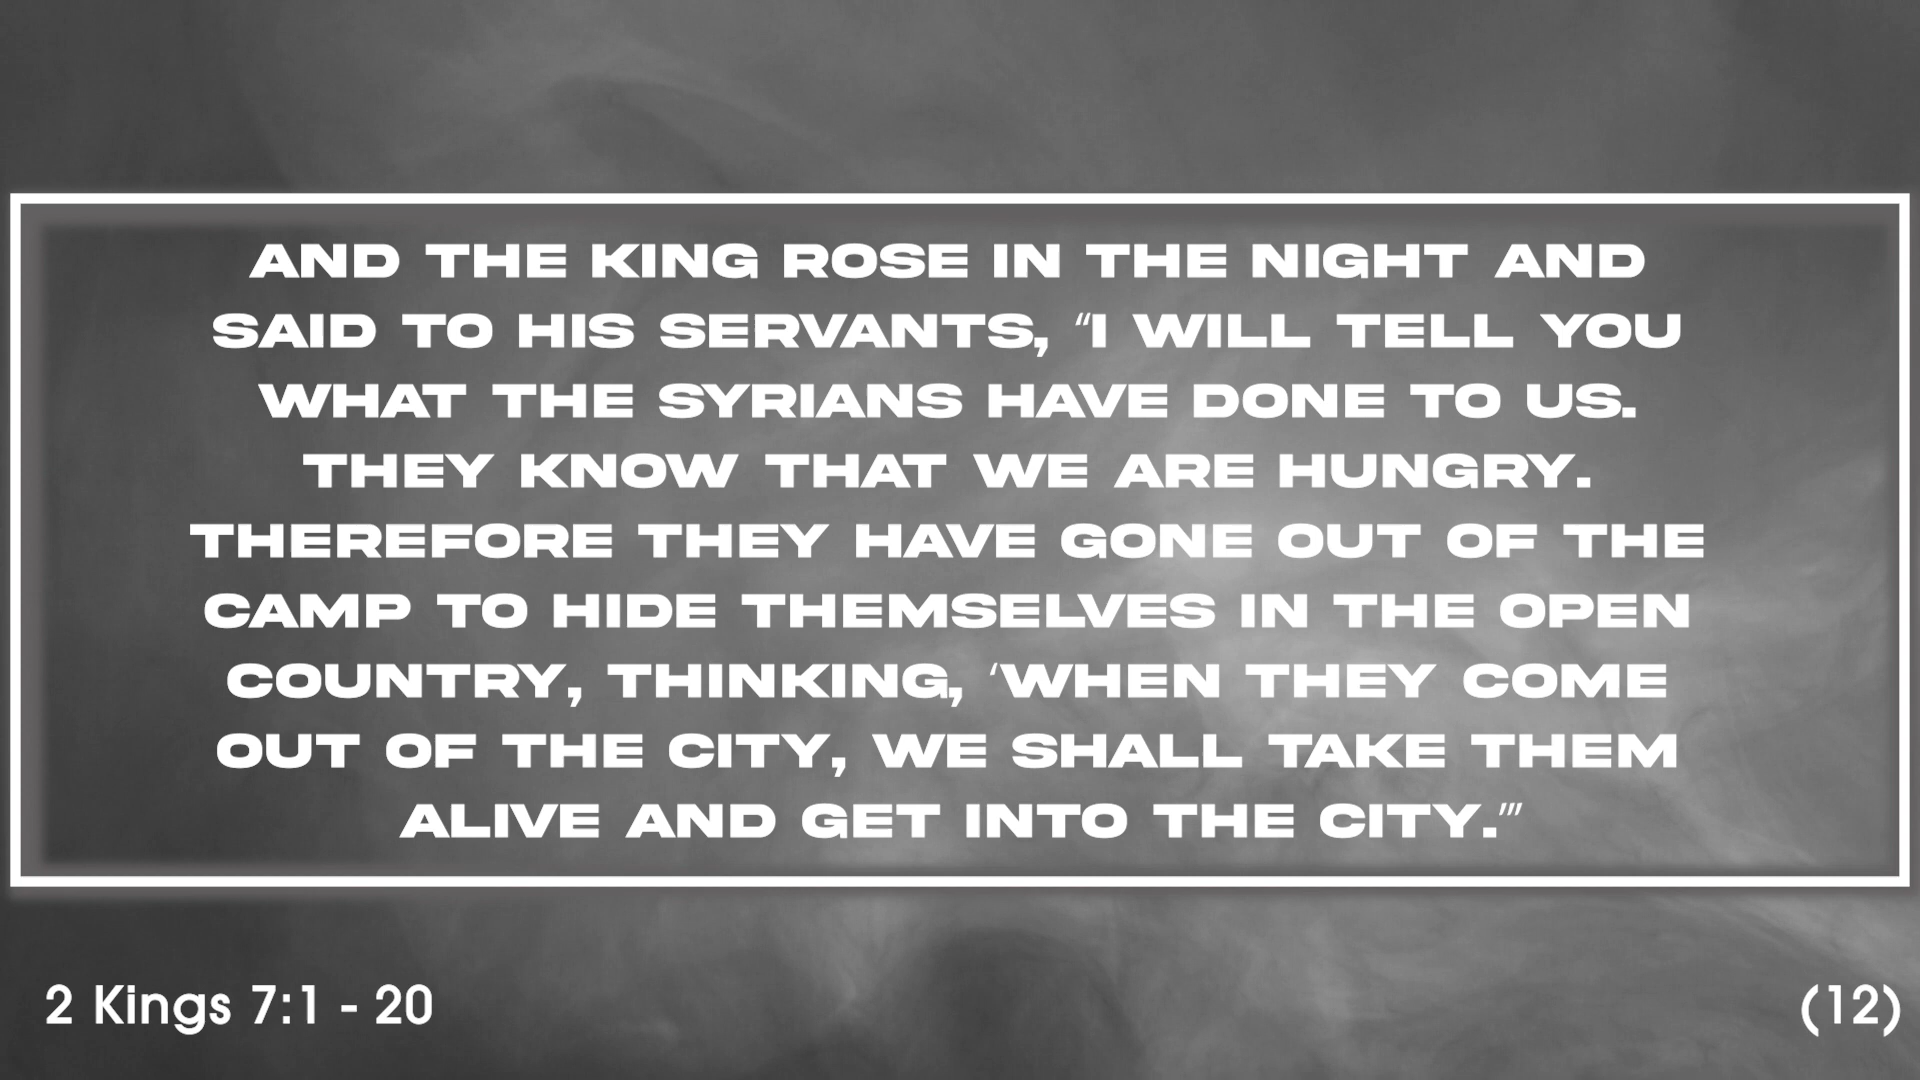 AND THE KING ROSE IN THE NIGHT AND
SAID TO HIS SERVANTS, “I WILL TELL YOU
WHAT THE SYRIANS HAVE DONE TO US.
THEY KNOW THAT WE ARE HUNGRY.
THEREFORE THEY HAVE GONE OUT OF THE
CAMP TO HIDE THEMSELVES IN THE OPEN
COUNTRY, THINKING, ‘WHEN THEY COME
OUT OF THE CITY, WE SHALL TAKE THEM
ALIVE AND GET INTO THE CITY.’”
2 Kings 7:1 - 20
(12)